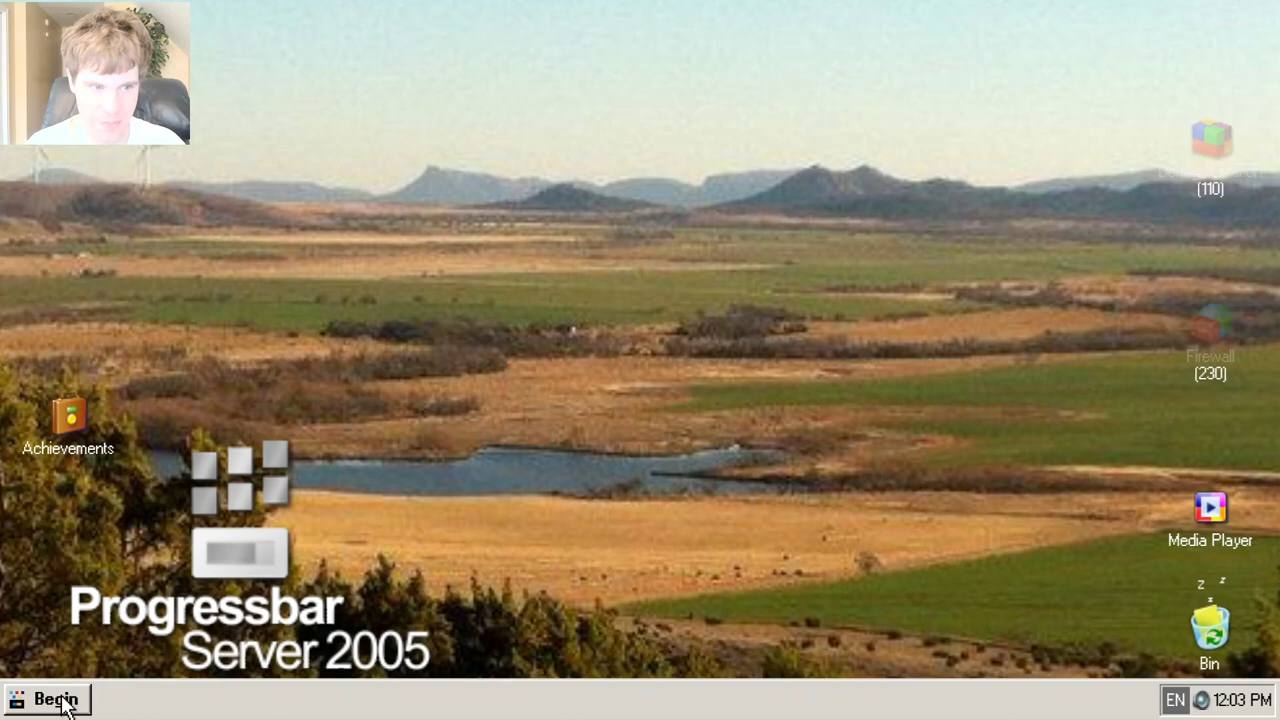 (110)
Firewall
(230)
Achievements
Media Player
z z
z
Progressbar
Server 2005
Bin
Begin
EN 12:03 PM